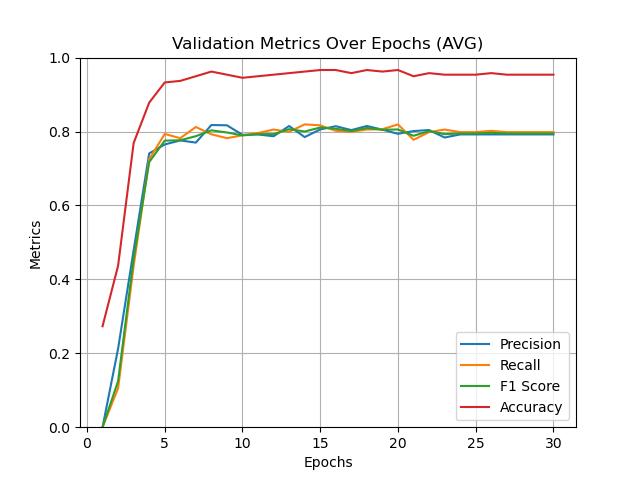 Validation Metrics Over Epochs (AVG)
1.0
0.8
0.6
0.4
0.2
0.0
Metrics
0 5 10 15 20 25 30
Epochs
Precision
Recall
F1 Score
Accuracy